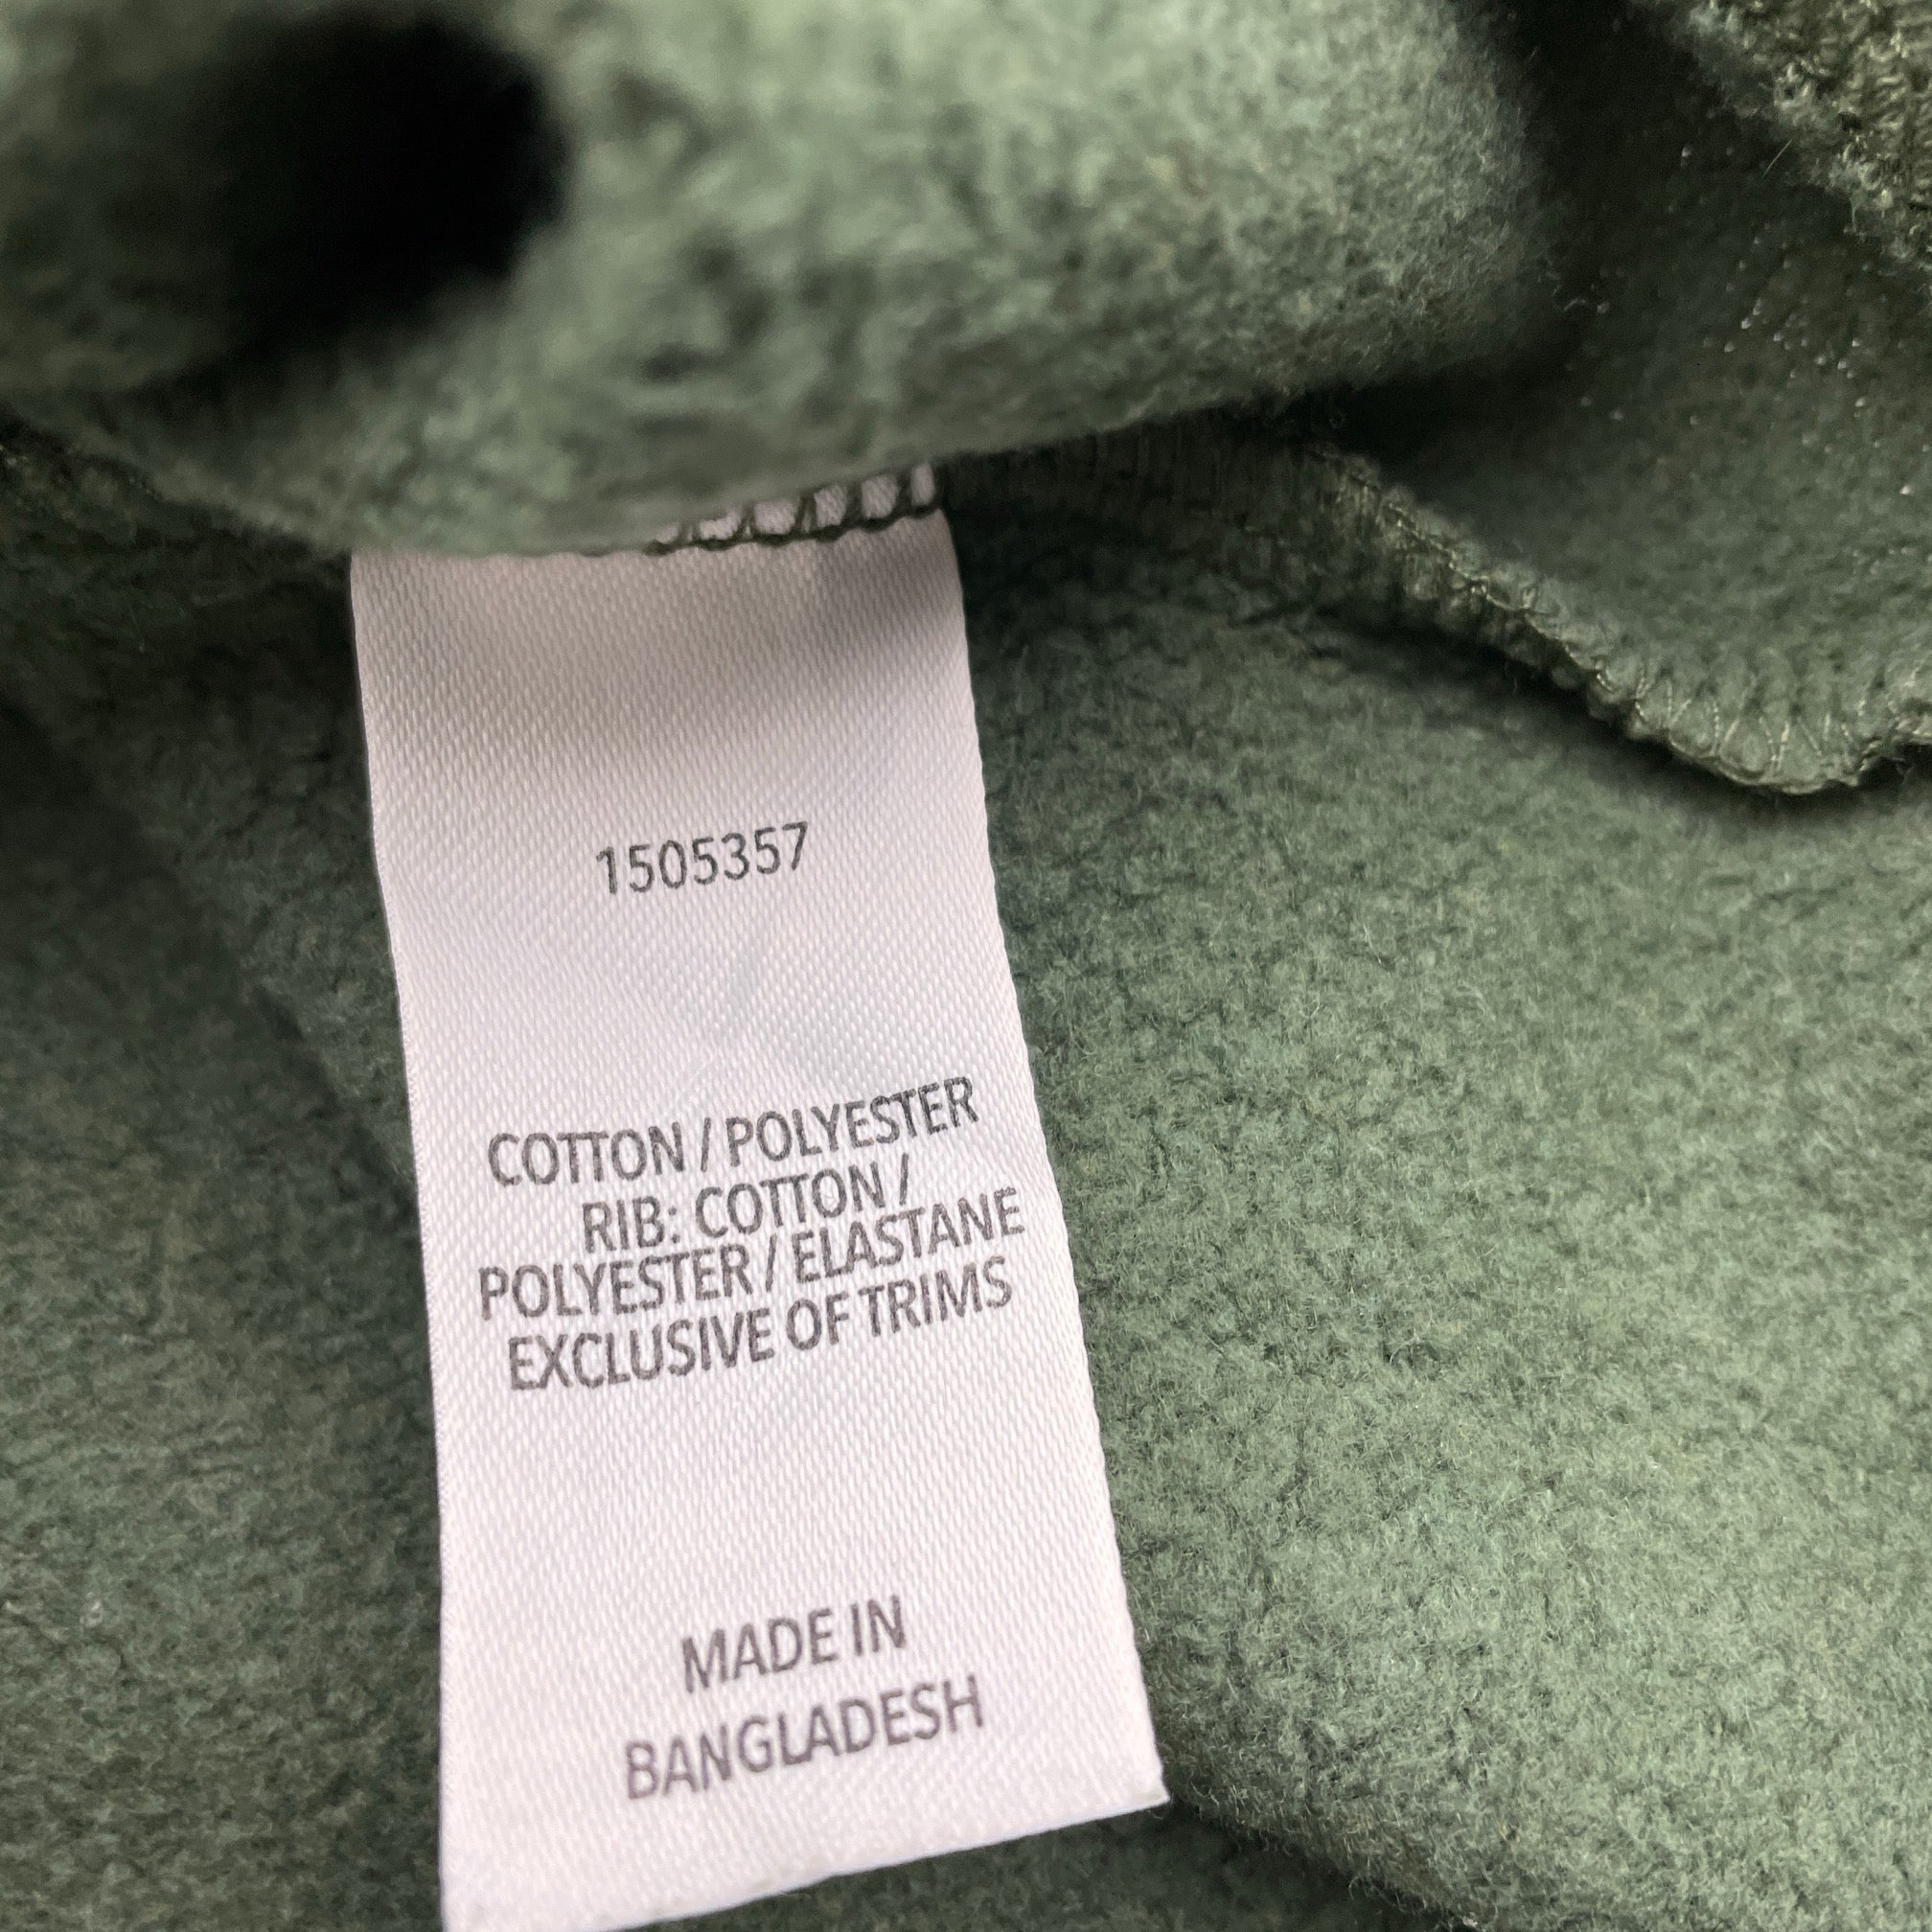 1505357
COTTON / POLYESTER
RIB: COTTON /
POLYESTER / ELASTANE
EXCLUSIVE OF TRIMS
MADE IN
BANGLADESH